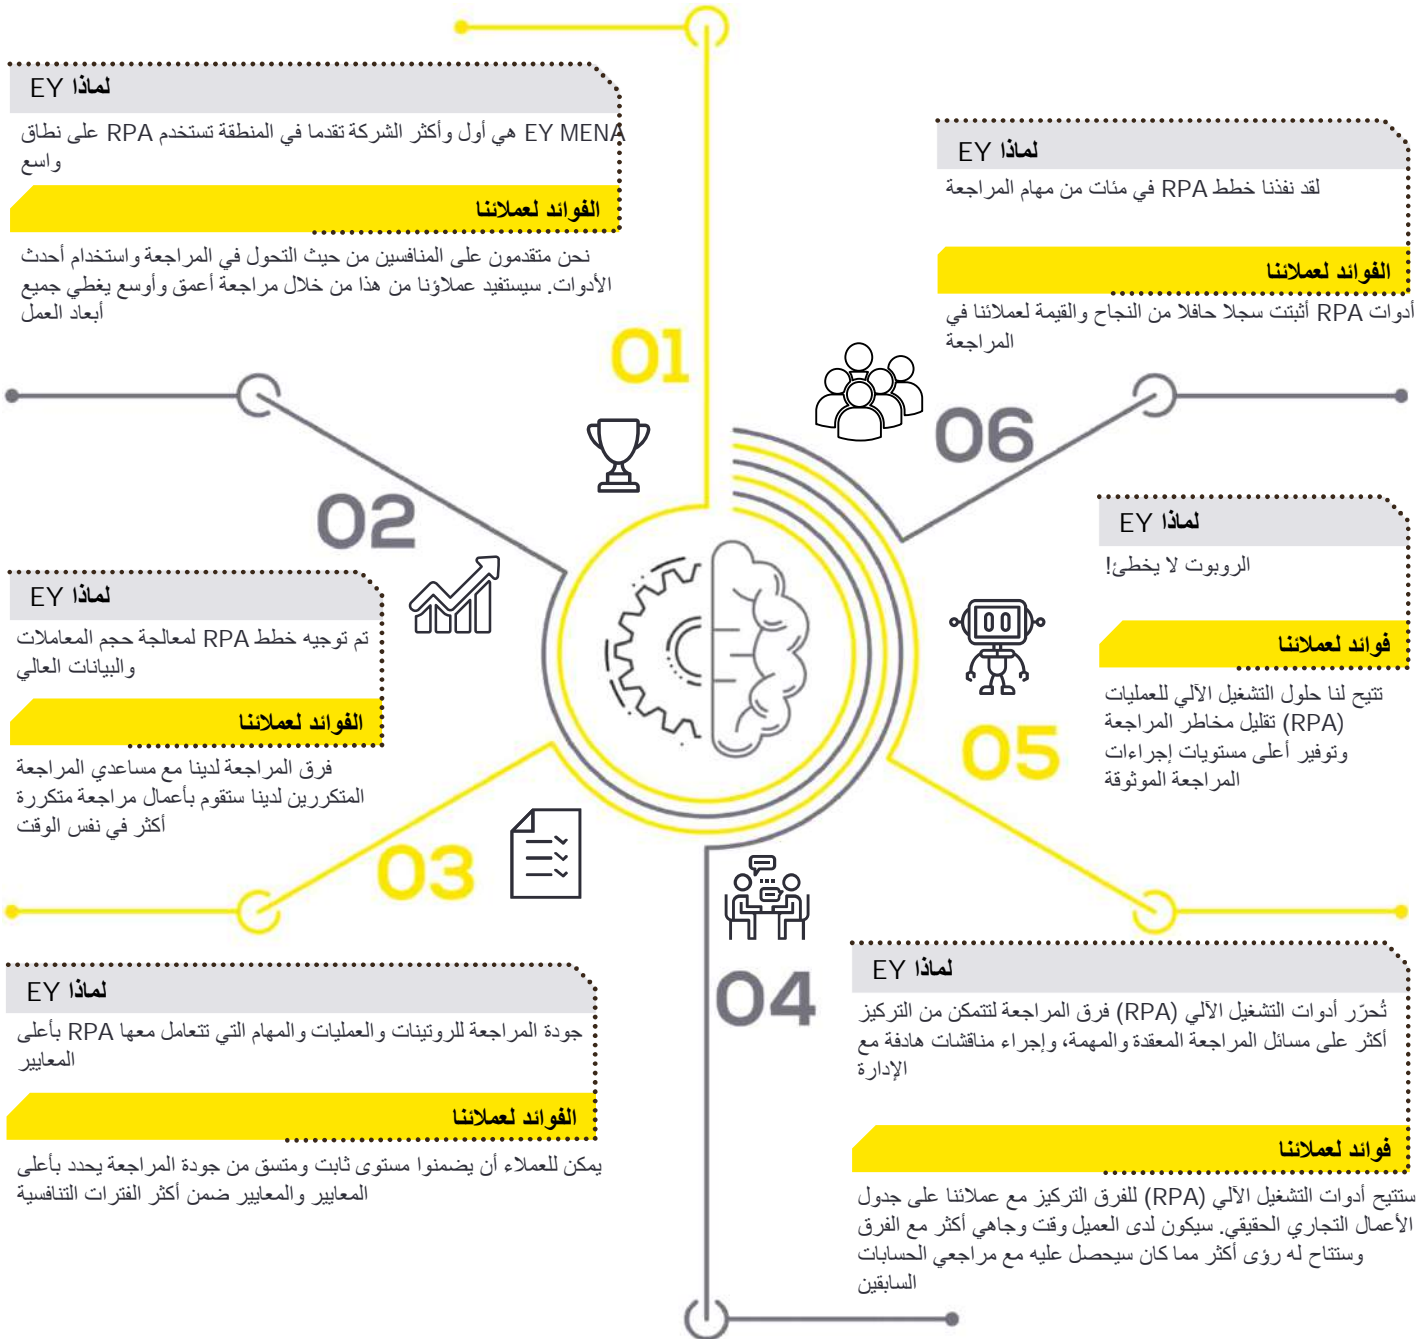 لماذا EY
EY MENA هي أول وأكثر الشركة تقدما في المنطقة تستخدم RPA على نطاق
واسع
الفوائد لعملائنا
نحن متقدمون على المنافسين من حيث التحول في المراجعة واستخدام أحدث
الأدوات. سيستفيد عملاؤنا من هذا من خلال مراجعة أعمق وأوسع يغطي جميع
أبعاد العمل
01
02
لماذا EY
تم توجيه خطط RPA لمعالجة حجم المعاملات
والبيانات العالي
الفوائد لعملائنا
فرق المراجعة لدينا مع مساعدي المراجعة
المتكررين لدينا ستقوم بأعمال مراجعة متكررة
أكثر في نفس الوقت
03
لماذا EY
جودة المراجعة للروتينات والعمليات والمهام التي تتعامل معها RPA بأعلى
المعايير
الفوائد لعملائنا
يمكن للعملاء أن يضمنوا مستوى ثابت ومتسق من جودة المراجعة يحدد بأعلى
المعايير والمعايير ضمن أكثر الفترات التنافسية
04
لماذا EY
تُحرّر أدوات التشغيل الآلي (RPA) فرق المراجعة لتتمكن من التركيز
أكثر على مسائل المراجعة المعقدة والمهمة، وإجراء مناقشات هادفة مع
الإدارة
فوائد لعملائنا
ستتيح أدوات التشغيل الآلي (RPA) للفرق التركيز مع عملائنا على جدول
الأعمال التجاري الحقيقي. سيكون لدى العميل وقت وجاهي أكثر مع الفرق
وستتاح له رؤى أكثر مما كان سيحصل عليه مع مراجعي الحسابات
السابقين
05
لماذا EY
الروبوت لا يخطئ!
فوائد لعملائنا
تتيح لنا حلول التشغيل الآلي للعمليات
(RPA) تقليل مخاطر المراجعة
وتوفير أعلى مستويات إجراءات
المراجعة الموثوقة
06
لماذا EY
لقد نفذنا خطط RPA في مئات من مهام المراجعة
الفوائد لعملائنا
أدوات RPA أثبتت سجلا حافلا من النجاح والقيمة لعملائنا في
المراجعة